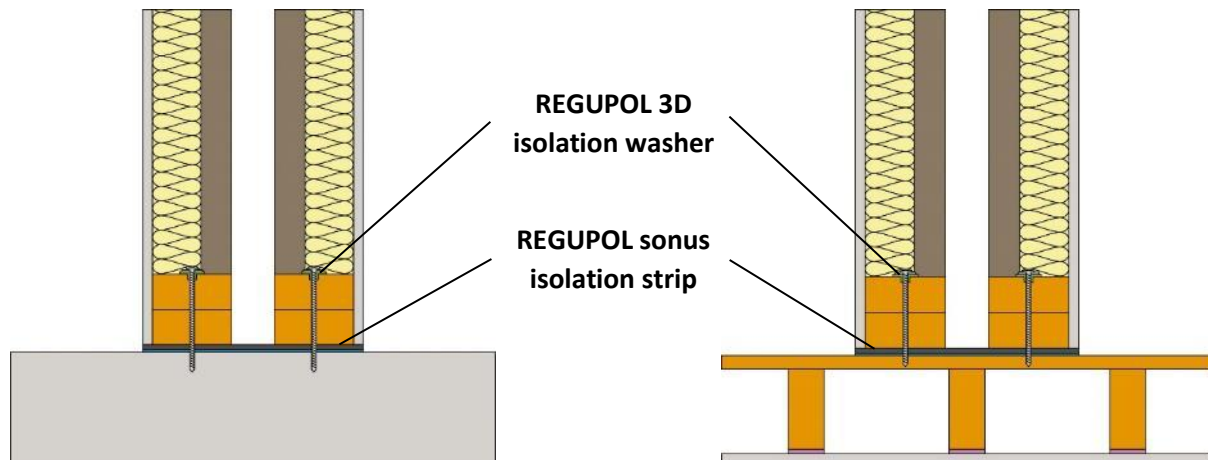 REGUPOL 3D
isolation washer
REGUPOL sonus
isolation strip